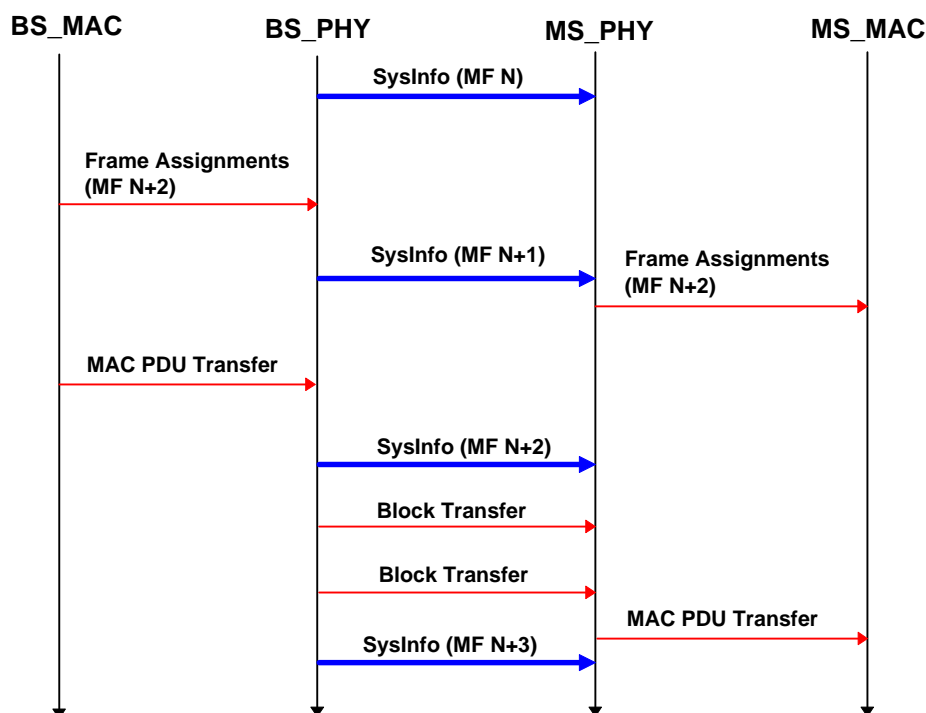 BS_MAC BS_PHY MS_PHY MS_MAC
SysInfo (MF N)
Frame Assignments
(MF N+2)
SysInfo (MF N+1)
Frame Assignments
(MF N+2)
MAC PDU Transfer
SysInfo (MF N+2)
Block Transfer
Block Transfer
MAC PDU Transfer
SysInfo (MF N+3)